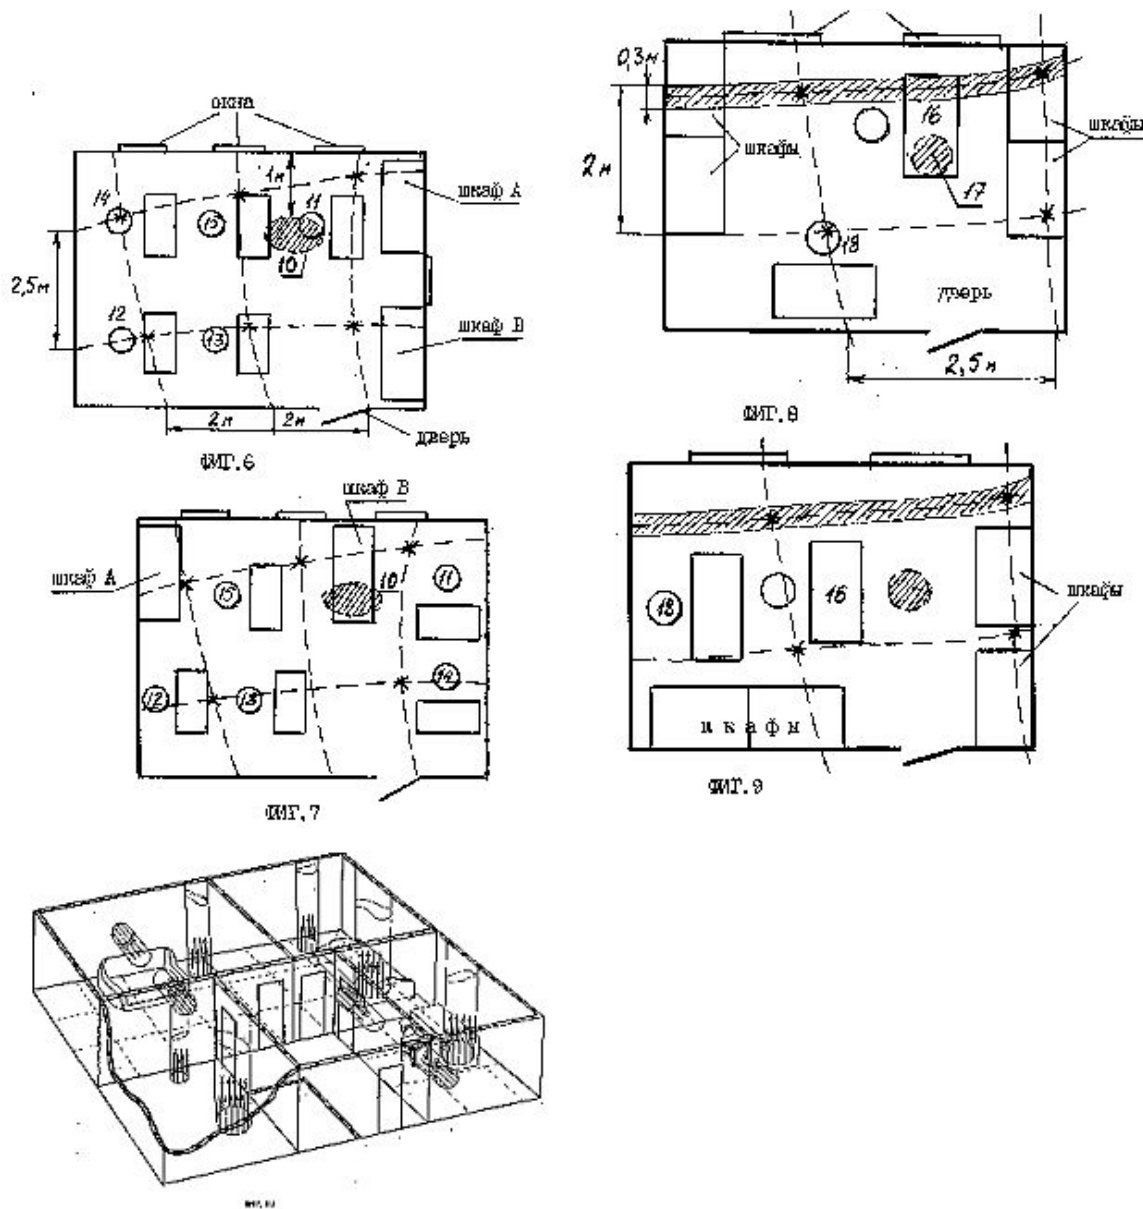 окна
14
15
1м
11
10
шкаф А
2,5м
12
13
шкаф В
2м
2м
дверь
ФИГ.6
0,3м
шкафы
16
шкафы
2м
17
18
дверь
2,5м
ФИГ.8
шкаф В
шкаф А
15
10
11
12
13
14
ФИГ.7
18
16
шкафы
шкафы
ФИГ.9